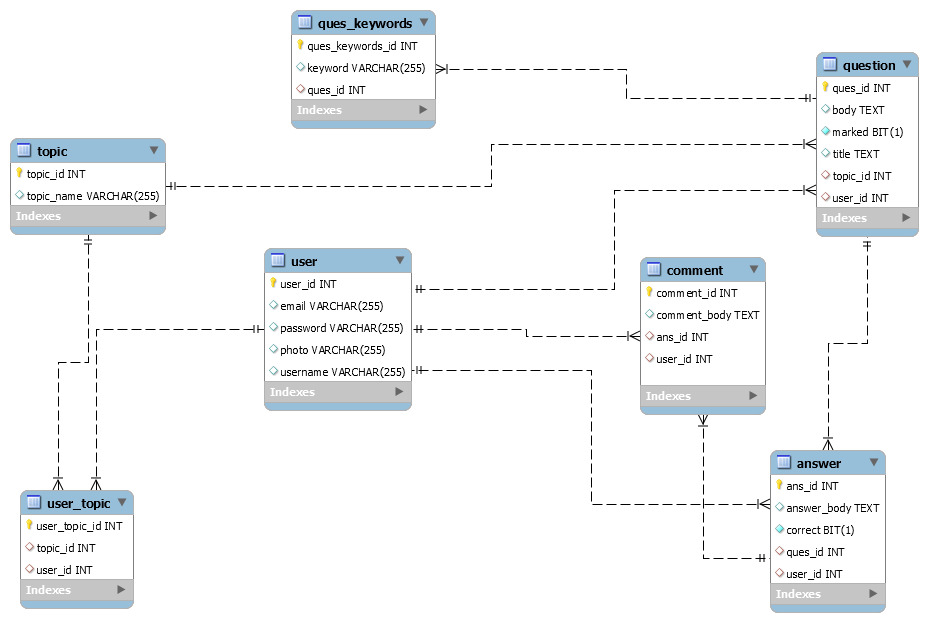 ques_keywords
ques_keywords_id INT
keyword VARCHAR(255)
ques_id INT
Indexes
question
ques_id INT
body TEXT
marked BIT(1)
title TEXT
topic_id INT
user_id INT
Indexes
topic
topic_id INT
topic_name VARCHAR(255)
Indexes
user
user_id INT
email VARCHAR(255)
password VARCHAR(255)
photo VARCHAR(255)
username VARCHAR(255)
Indexes
comment
comment_id INT
comment_body TEXT
ans_id INT
user_id INT
Indexes
user_topic
user_topic_id INT
topic_id INT
user_id INT
Indexes
answer
ans_id INT
answer_body TEXT
correct BIT(1)
ques_id INT
user_id INT
Indexes